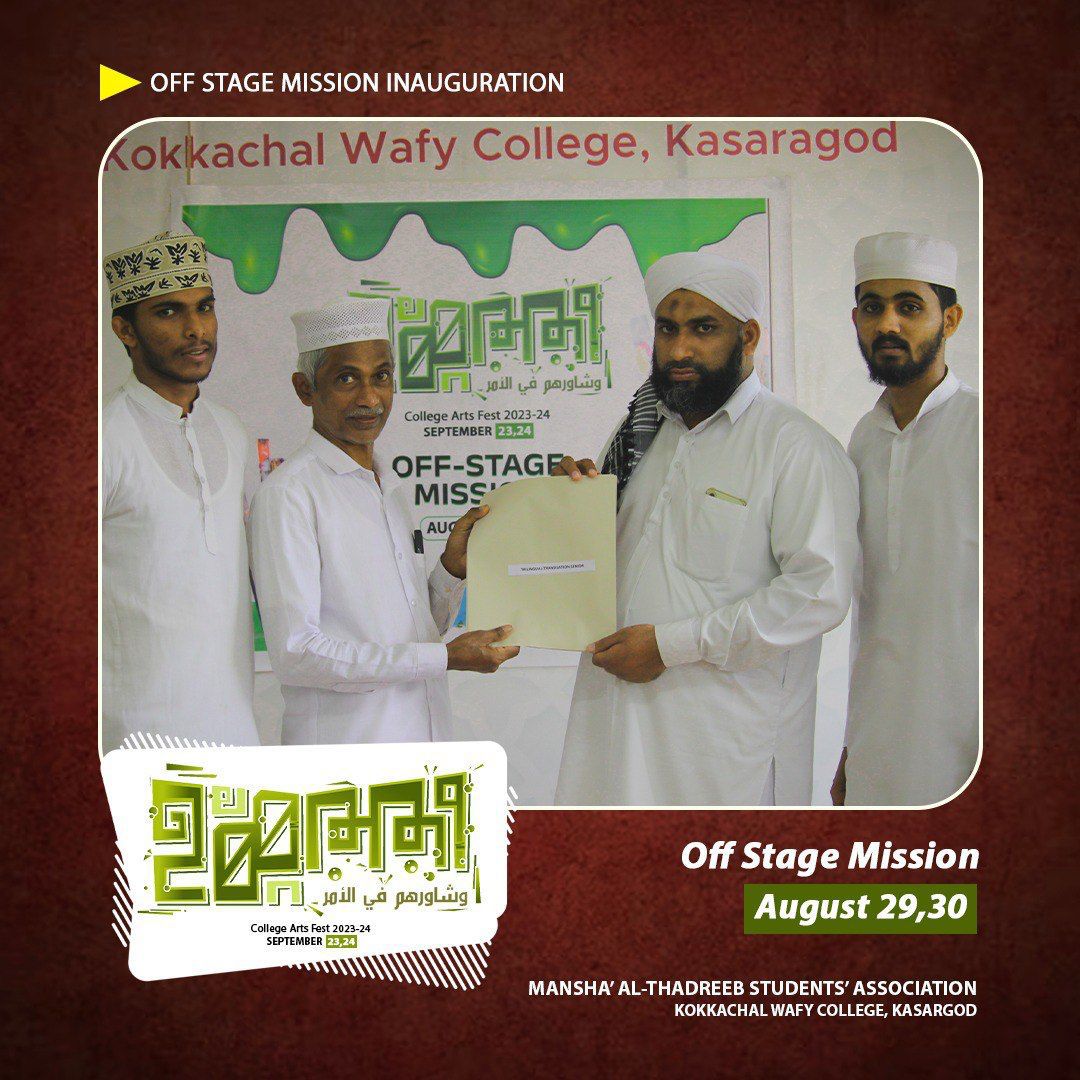 OFF STAGE MISSION INAUGURATION
Kokkachal Wafy College, Kasaragod
وشاورهم في الأمر
College Arts Fest 2023-24
SEPTEMBER 23,24
OFF-STAGE
TRANSLATION SENIOR
وشاورهم في الأمر
College Arts Fest 2023-24
SEPTEMBER 23,24
Off Stage Mission
August 29,30
MANSHA' AL-THADREEB STUDENTS' ASSOCIATION
KOKKACHAL WAFY COLLEGE, KASARGOD